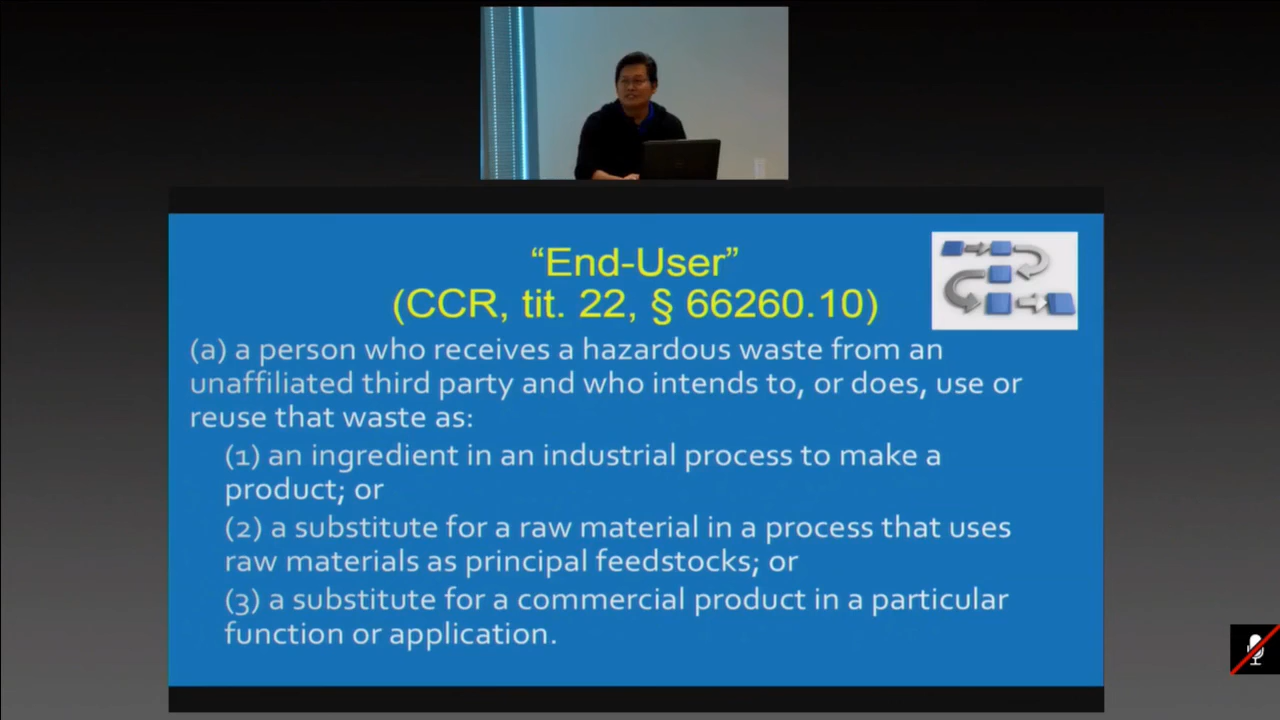 “End-User”
(CCR, tit. 22, § 66260.10)
(a) a person who receives a hazardous waste from an
unaffiliated third party and who intends to, or does, use or
reuse that waste as:
(1) an ingredient in an industrial process to make a
product; or
(2) a substitute for a raw material in a process that uses
raw materials as principal feedstocks; or
(3) a substitute for a commercial product in a particular
function or application.